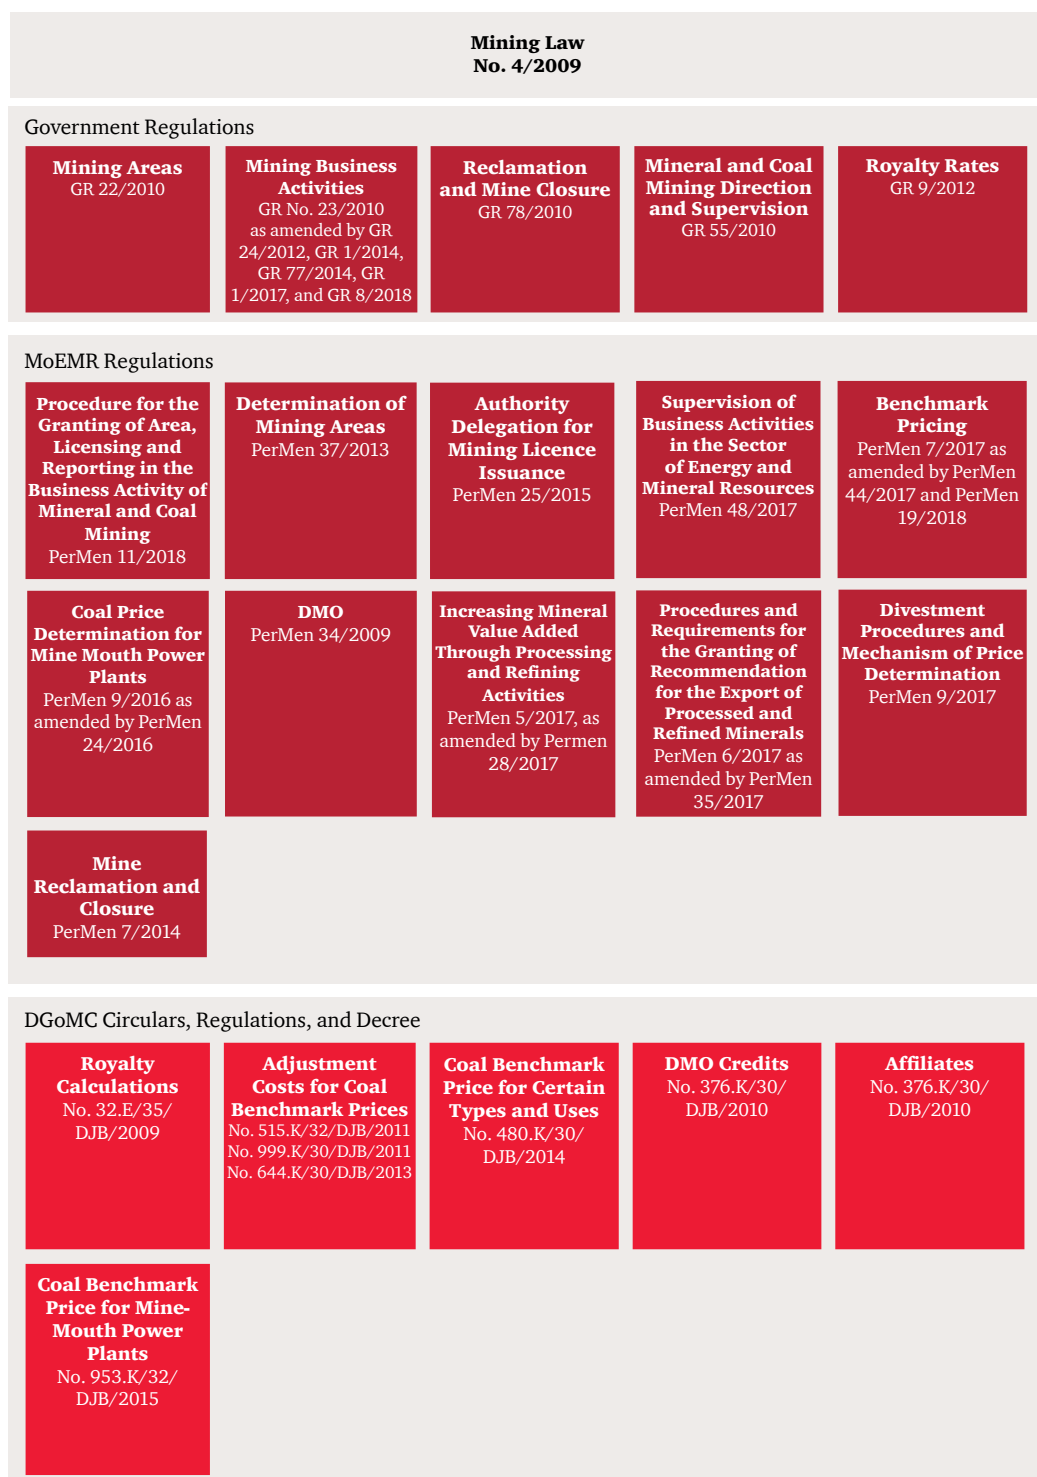 Mining Law
No. 4/2009
Government Regulations
Mining Areas
GR 22/2010
Mining Business
Activities
GR No. 23/2010
as amended by GR
24/2012, GR 1/2014,
GR 77/2014, GR
1/2017, and GR 8/2018
Reclamation
and Mine Closure
GR 78/2010
Mineral and Coal
Mining Direction
and Supervision
GR 55/2010
Royalty Rates
GR 9/2012
MoEMR Regulations
Procedure for the
Granting of Area,
Licensing and
Reporting in the
Business Activity of
Mineral and Coal
Mining
PerMen 11/2018
Determination of
Mining Areas
PerMen 37/2013
Authority
Delegation for
Mining Licence
Issuance
PerMen 25/2015
Supervision of
Business Activities
in the Sector
of Energy and
Mineral Resources
PerMen 48/2017
Benchmark
Pricing
PerMen 7/2017 as
amended by PerMen
44/2017 and PerMen
19/2018
Coal Price
Determination for
Mine Mouth Power
Plants
PerMen 9/2016 as
amended by PerMen
24/2016
DMO
PerMen 34/2009
Increasing Mineral
Value Added
Through Processing
and Refining
Activities
PerMen 5/2017, as
amended by Permen
28/2017
Procedures and
Requirements for
the Granting of
Recommendation
for the Export of
Processed and
Refined Minerals
PerMen 6/2017 as
amended by PerMen
35/2017
Divestment
Procedures and
Mechanism of Price
Determination
PerMen 9/2017
Mine
Reclamation and
Closure
PerMen 7/2014
DGoMC Circulars, Regulations, and Decree
Royalty
Calculations
No. 32.E/35/
DJB/2009
Adjustment
Costs for Coal
Benchmark Prices
No. 515.K/32/DJB/2011
No. 999.K/30/DJB/2011
No. 644.K/30/DJB/2013
Coal Benchmark
Price for Certain
Types and Uses
No. 480.K/30/
DJB/2014
DMO Credits
No. 376.K/30/
DJB/2010
Affiliates
No. 376.K/30/
DJB/2010
Coal Benchmark
Price for Mine-
Mouth Power
Plants
No. 953.K/32/
DJB/2015